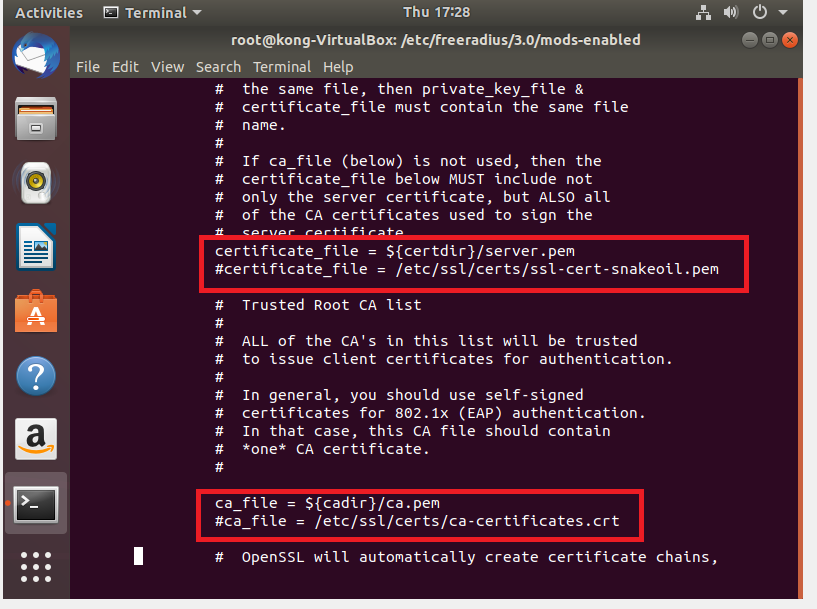 Activities Terminal Thu 17:28
root@kong-VirtualBox: /etc/freeradius/3.0/mods-enabled
File Edit View Search Terminal Help
# the same file, then private_key_file &
# certificate_file must contain the same file
# name.
#
# If ca_file (below) is not used, then the
# certificate_file below MUST include not
# only the server certificate, but ALSO all
# of the CA certificates used to sign the
# server certificate
certificate_file = ${certdir}/server.pem
#certificate_file = /etc/ssl/certs/ssl-cert-snakeoil.pem
# Trusted Root CA list
#
# ALL of the CA's in this list will be trusted
# to issue client certificates for authentication.
#
# In general, you should use self-signed
# certificates for 802.1x (EAP) authentication.
# In that case, this CA file should contain
# *one* CA certificate.
#
ca_file = ${cadir}/ca.pem
#ca_file = /etc/ssl/certs/ca-certificates.crt
# OpenSSL will automatically create certificate chains,